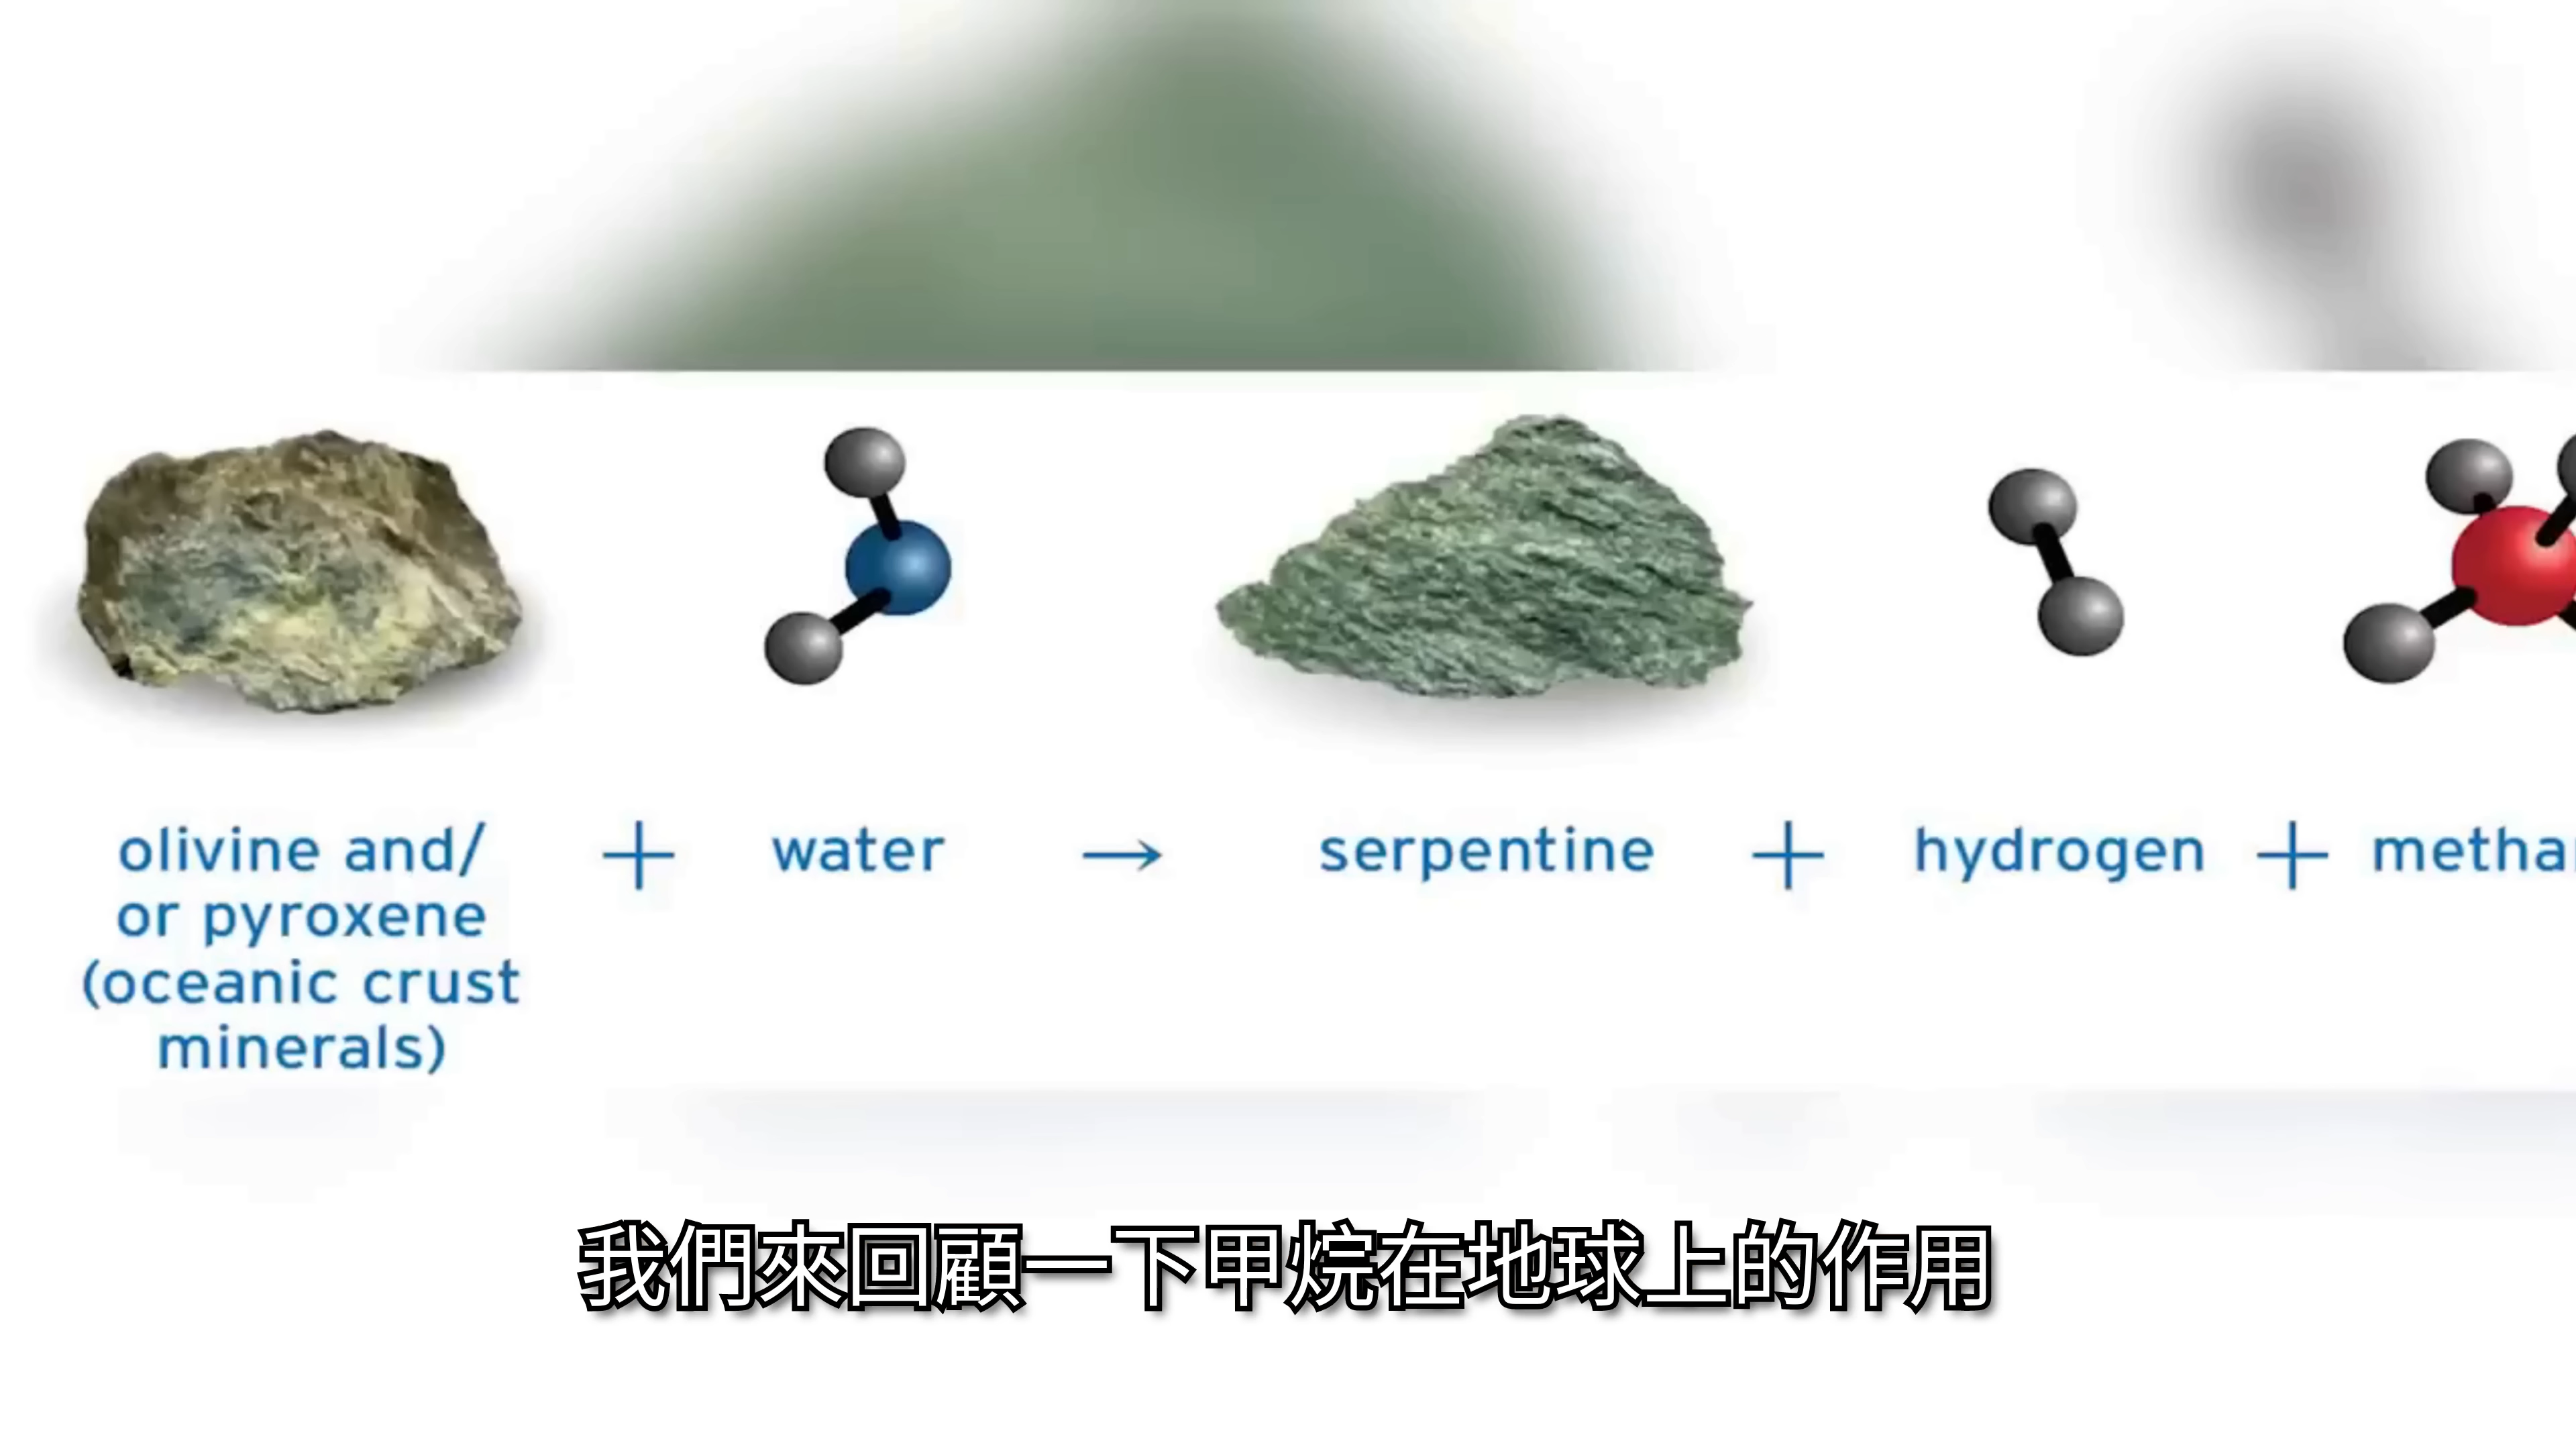 olivine and/
or pyroxene
(oceanic crust
minerals)
+
water
→
serpentine
+
hydrogen
+
我們來回顧一下甲烷在地球上的作用